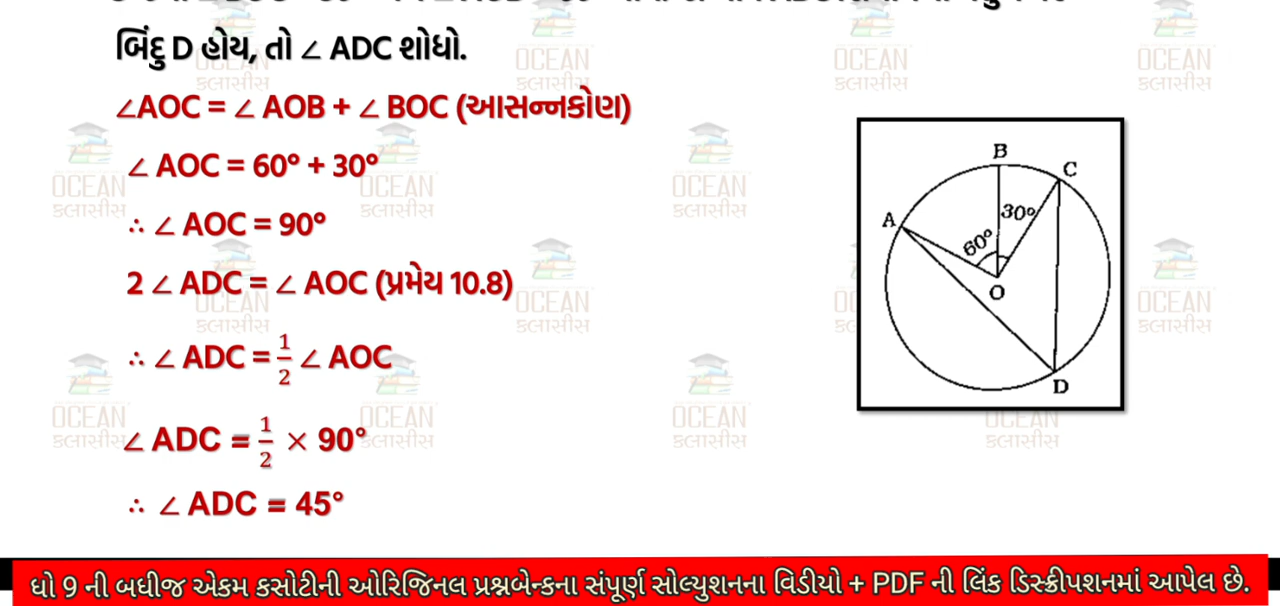 બિંદુ D હોય, તો ∠ ADC શોધો.
∠AOC = ∠ AOB + ∠ BOC (આસન્નકોણ)
∠ AOC = 60° + 30°
∴ ∠ AOC = 90°
2 ∠ ADC = ∠ AOC (પ્રમેય 10.8)
∴ ∠ ADC = 1/2 ∠ AOC
∠ ADC = 1/2 × 90°
∴ ∠ ADC = 45°
B
C
A
30°
60°
O
D
OCEAN
ક્લાસીસ
ધો 9 ની બધીજ એકમ કસોટીની ઓરિજિનલ પ્રશ્નબેન્કના સંપૂર્ણ સોલ્યુશનના વિડીયો + PDF ની લિંક ડિસ્ક્રીપશનમાં આપેલ છે.